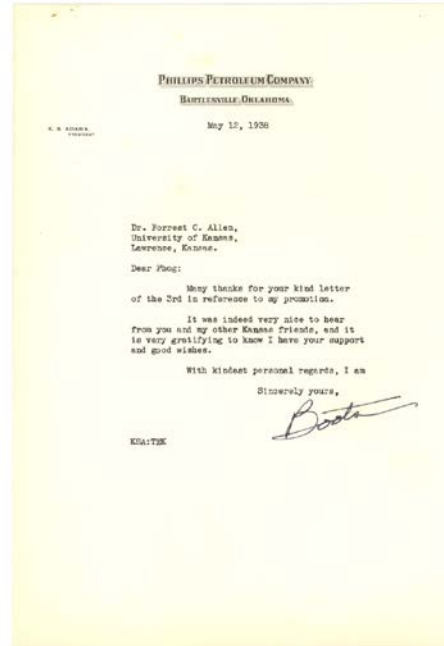 PHILLIPS PETROLEUM COMPANY
BARTLESVILLE, OKLAHOMA.
K. S. ADAMS
PRESIDENT
May 12, 1938
Dr. Forrest C. Allen,
University of Kansas,
Lawrence, Kansas.
Dear Phog:
Many thanks for your kind letter
of the 3rd in reference to my promotion.
It was indeed very nice to hear
from you and my other Kansas friends, and it
is very gratifying to know I have your support
and good wishes.
With kindest personal regards, I am
Sincerely yours,
Boots
KSA:TEK